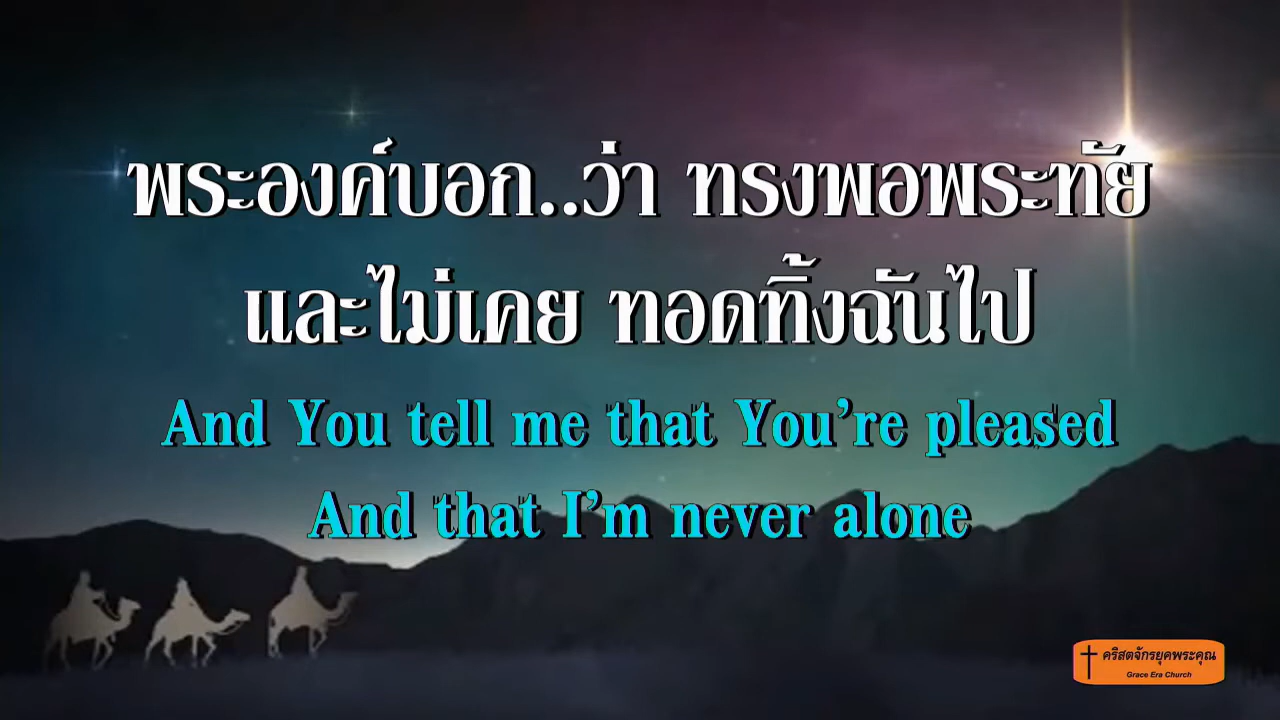 พระองค์บอก..ว่า ทรงพอพระทัย
และไม่เคย ทอดทิ้งฉันไป
And You tell me that You’re pleased
And that I’m never alone
คริสตจักรยุคพระคุณ
Grace Era Church